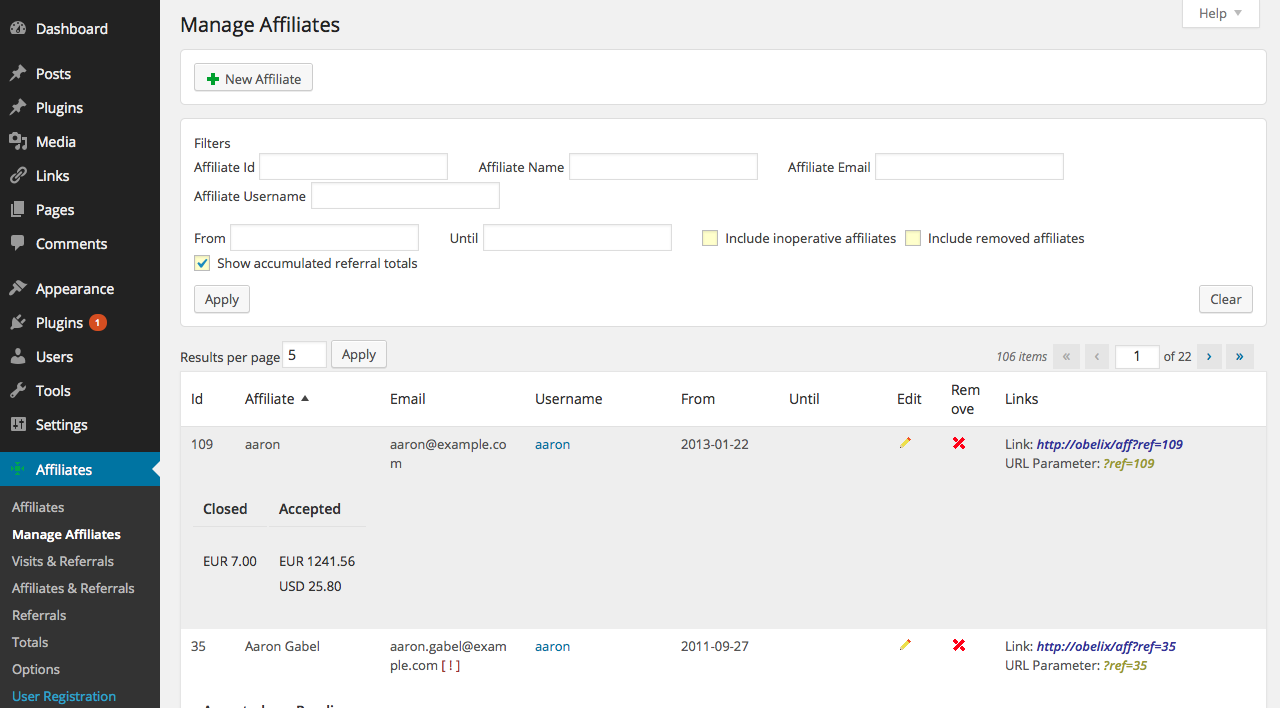 Dashboard
Posts
Plugins
Media
Links
Pages
Comments
Appearance
Plugins 1
Users
Tools
Settings
Affiliates
Affiliates
Manage Affiliates
Visits & Referrals
Affiliates & Referrals
Referrals
Totals
Options
User Registration
Help
Manage Affiliates
New Affiliate
Filters
Affiliate Id Affiliate Name Affiliate Email
Affiliate Username
From Until Include inoperative affiliates Include removed affiliates
Show accumulated referral totals
Apply Clear
Results per page 5 Apply 106 items « ‹ 1 of 22 › »
Id Affiliate Email Username From Until Edit Rem Links
ove
109 aaron aaron@example.co aaron 2013-01-22 Link: http://obelix/aff?ref=109
m URL Parameter: ?ref=109
Closed Accepted
EUR 7.00 EUR 1241.56
USD 25.80
35 Aaron Gabel aaron.gabel@exam aaron 2011-09-27 Link: http://obelix/aff?ref=35
ple.com [ ! ] URL Parameter: ?ref=35